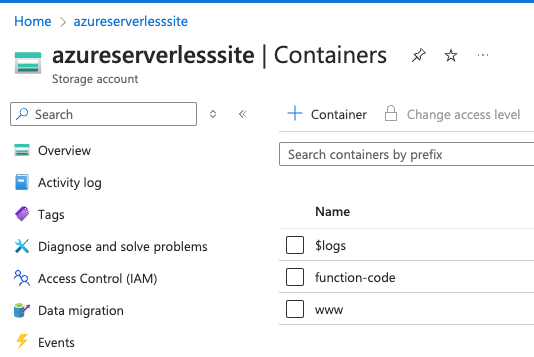 Home > azureserverlesssite
azureserverlesssite | Containers
Storage account
Search
Container
Change access level
Search containers by prefix
Overview
Activity log
Tags
Diagnose and solve problems
Access Control (IAM)
Data migration
Events
Name
$logs
function-code
www